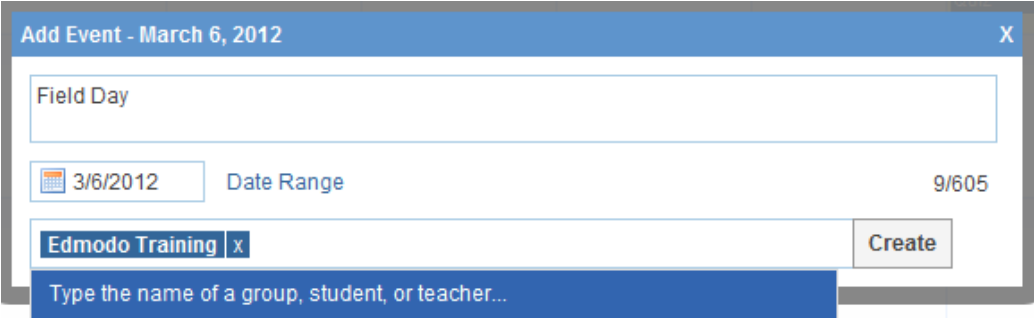 Add Event - March 6, 2012 X
Field Day
3/6/2012 Date Range 9/605
Edmodo Training x Create
Type the name of a group, student, or teacher...